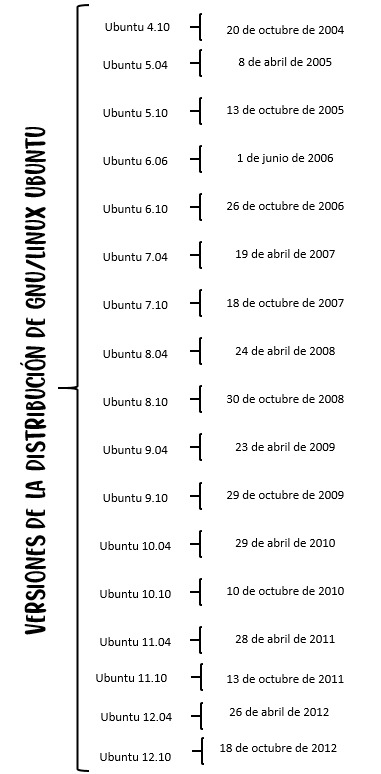 VERSIONES DE LA DISTRIBUCIÓN DE GNU/LINUX UBUNTU
Ubuntu 4.10 20 de octubre de 2004
Ubuntu 5.04 8 de abril de 2005
Ubuntu 5.10 13 de octubre de 2005
Ubuntu 6.06 1 de junio de 2006
Ubuntu 6.10 26 de octubre de 2006
Ubuntu 7.04 19 de abril de 2007
Ubuntu 7.10 18 de octubre de 2007
Ubuntu 8.04 24 de abril de 2008
Ubuntu 8.10 30 de octubre de 2008
Ubuntu 9.04 23 de abril de 2009
Ubuntu 9.10 29 de octubre de 2009
Ubuntu 10.04 29 de abril de 2010
Ubuntu 10.10 10 de octubre de 2010
Ubuntu 11.04 28 de abril de 2011
Ubuntu 11.10 13 de octubre de 2011
Ubuntu 12.04 26 de abril de 2012
Ubuntu 12.10 18 de octubre de 2012